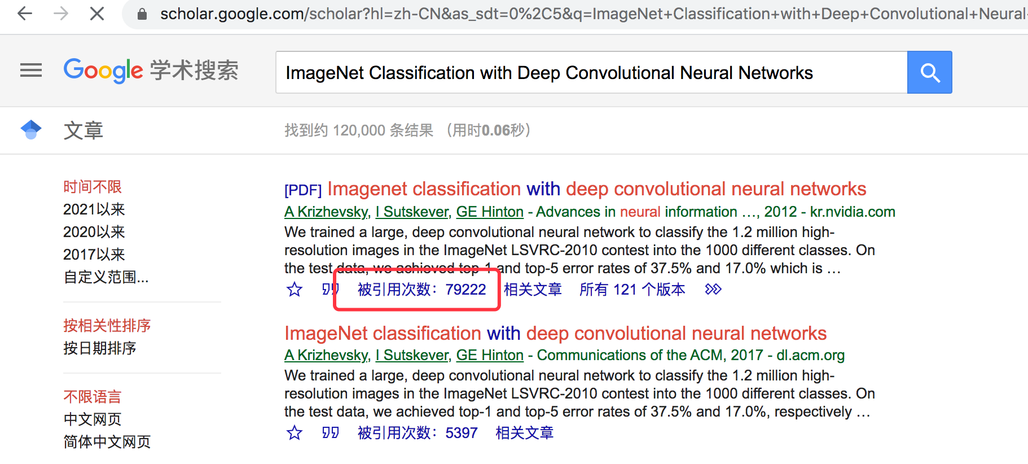 scholar.google.com/scholar?hl=zh-CN&as_sdt=0%2C5&q=ImageNet+Classification+with+Deep+Convolutional+Neural
Google 学术搜索
ImageNet Classification with Deep Convolutional Neural Networks
文章
找到约 120,000 条结果 （用时0.06秒）
时间不限
2021以来
2020以来
2017以来
自定义范围...
按相关性排序
按日期排序
不限语言
中文网页
简体中文网页
[PDF] Imagenet classification with deep convolutional neural networks
A Krizhevsky, I Sutskever, GE Hinton - Advances in neural information …, 2012 - kr.nvidia.com
We trained a large, deep convolutional neural network to classify the 1.2 million high-
resolution images in the ImageNet LSVRC-2010 contest into the 1000 different classes. On
the test data, we achieved top-1 and top-5 error rates of 37.5% and 17.0% which is …
被引用次数：79222 相关文章 所有 121 个版本
ImageNet classification with deep convolutional neural networks
A Krizhevsky, I Sutskever, GE Hinton - Communications of the ACM, 2017 - dl.acm.org
We trained a large, deep convolutional neural network to classify the 1.2 million high-
resolution images in the ImageNet LSVRC-2010 contest into the 1000 different classes. On
the test data, we achieved top-1 and top-5 error rates of 37.5% and 17.0%, respectively …
被引用次数：5397 相关文章